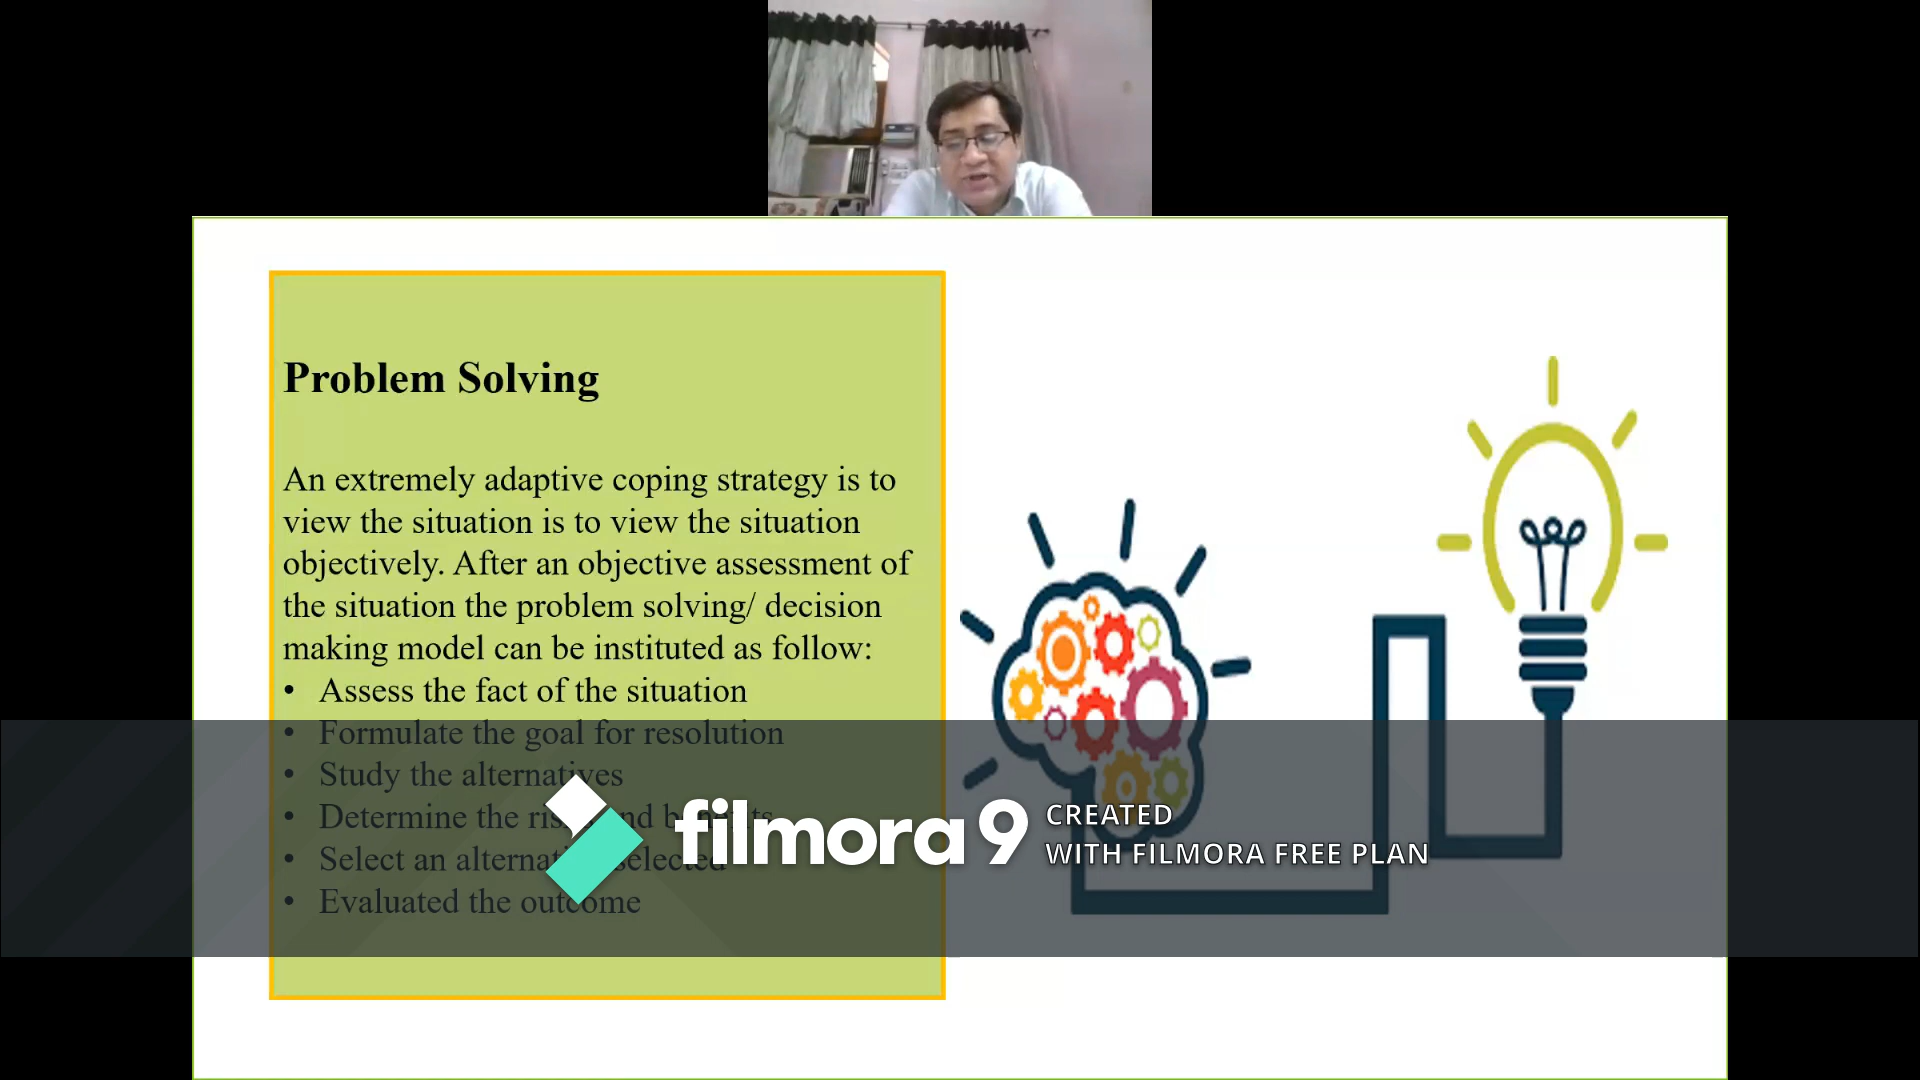 Problem Solving
An extremely adaptive coping strategy is to
view the situation is to view the situation
objectively. After an objective assessment of
the situation the problem solving/ decision
making model can be instituted as follow:
• Assess the fact of the situation
• Formulate the goal for resolution
• Study the alternatives
• Determine the
• Select an selected
• Evaluated the outcome
filmora9
CREATED
WITH FILMORA FREE PLAN